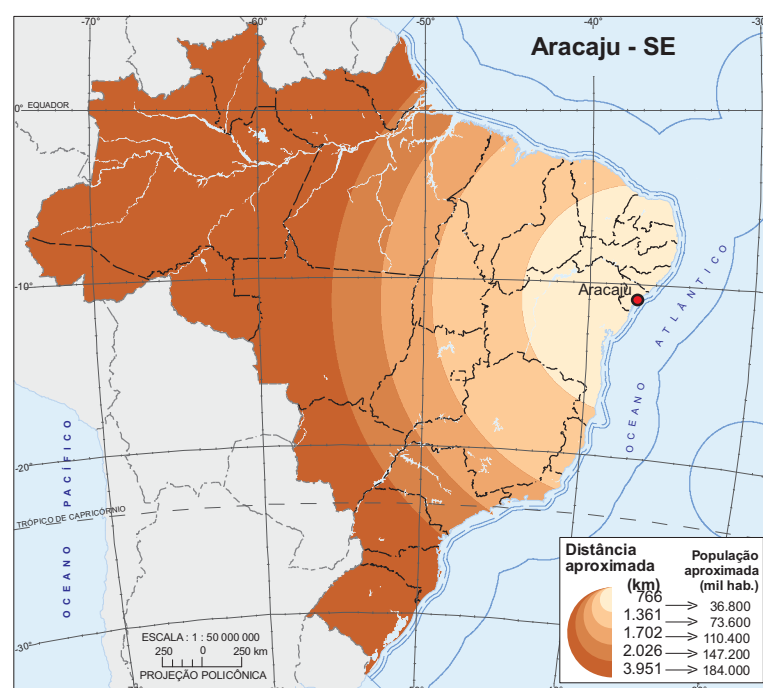 -70°
-60°
-50°
-40°
-30°
Aracaju - SE
0°
EQUADOR
-10°
Aracaju
OCEANO ATLÂNTICO
OCEANO PACÍFICO
-20°
TRÓPICO DE CAPRICÓRNIO
-30°
ESCALA : 1 : 50 000 000
250 0 250 km
PROJEÇÃO POLICÔNICA
Distância aproximada (km)
População aproximada (mil hab.)
766 36.800
1.361 73.600
1.702 110.400
2.026 147.200
3.951 184.000